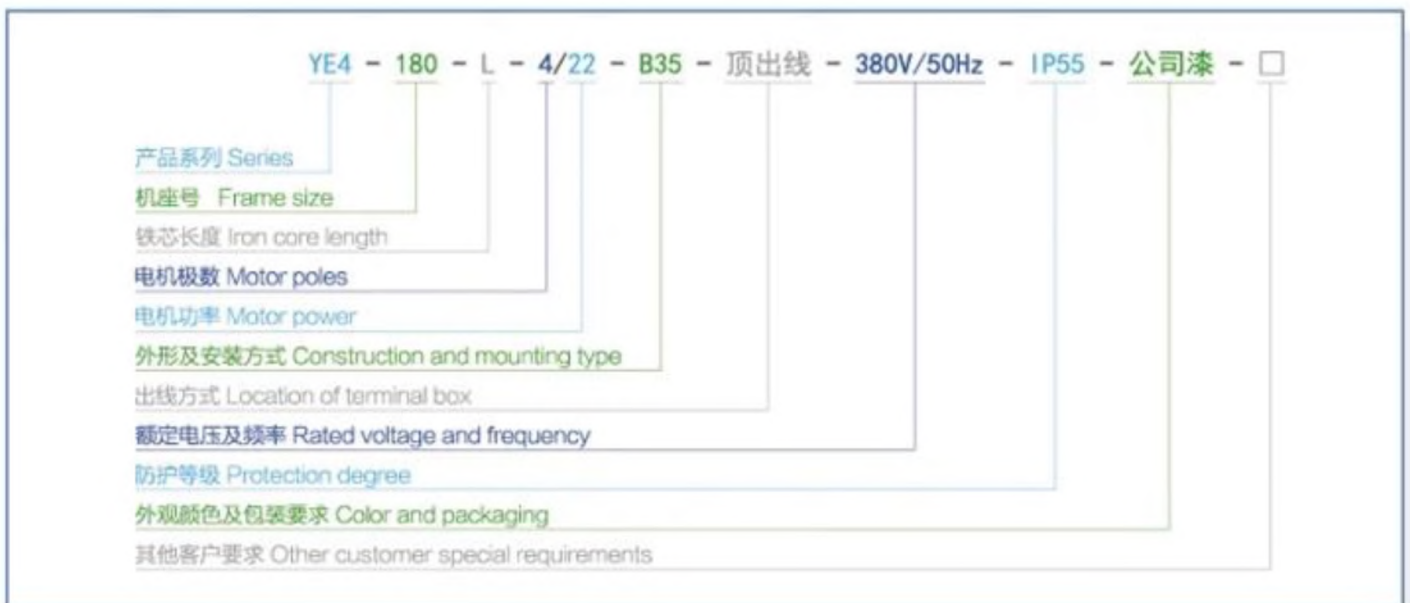 YE4 - 180 - L - 4/22 - B35 - 顶出线 - 380V/50Hz - IP55 - 公司漆 - □
产品系列 Series
机座号 Frame size
铁芯长度 Iron core length
电机极数 Motor poles
电机功率 Motor power
外形及安装方式 Construction and mounting type
出线方式 Location of terminal box
额定电压及频率 Rated voltage and frequency
防护等级 Protection degree
外观颜色及包装要求 Color and packaging
其他客户要求 Other customer special requirements